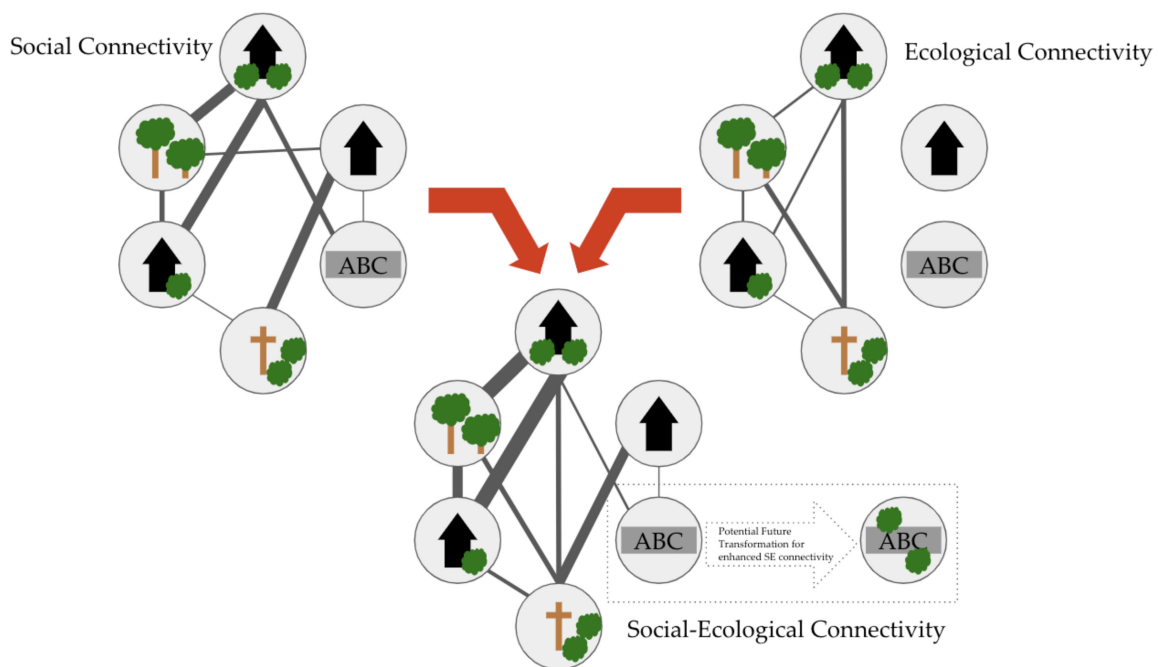 Social Connectivity
Ecological Connectivity
ABC
ABC
ABC
Potential Future
Transformation for
enhanced SE connectivity
ABC
Social-Ecological Connectivity